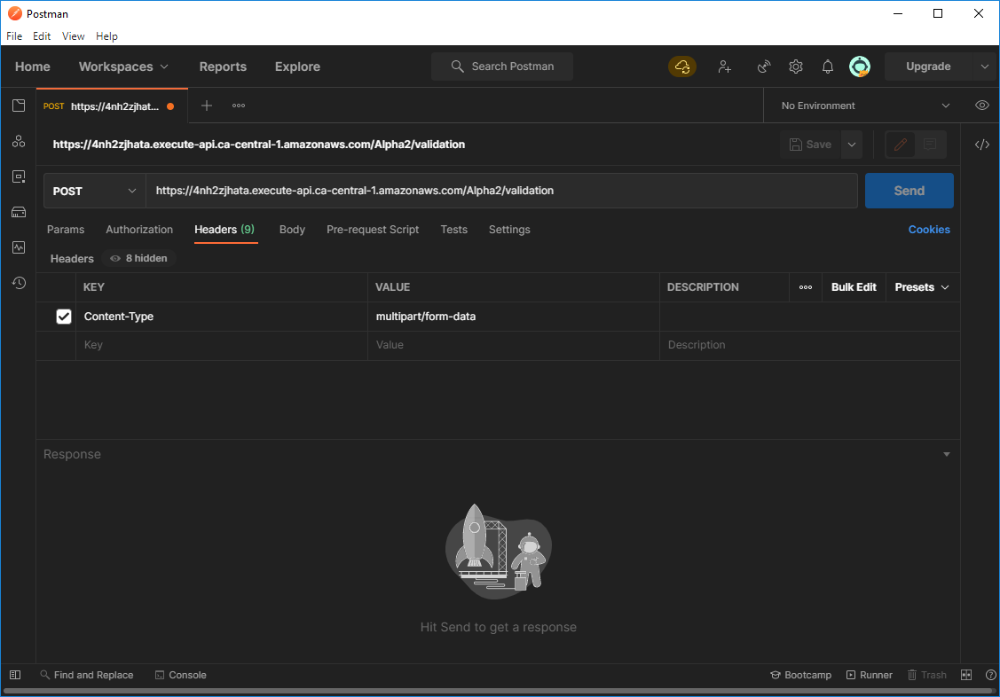 Postman
File Edit View Help
Home Workspaces Reports Explore Search Postman Upgrade
POST https://4nh2zjhat... No Environment
https://4nh2zjhata.execute-api.ca-central-1.amazonaws.com/Alpha2/validation Save
POST https://4nh2zjhata.execute-api.ca-central-1.amazonaws.com/Alpha2/validation Send
Params Authorization Headers (9) Body Pre-request Script Tests Settings Cookies
Headers 8 hidden
KEY VALUE DESCRIPTION Bulk Edit Presets
Content-Type multipart/form-data
Key Value Description
Response
Hit Send to get a response
Find and Replace Console Bootcamp Runner Trash